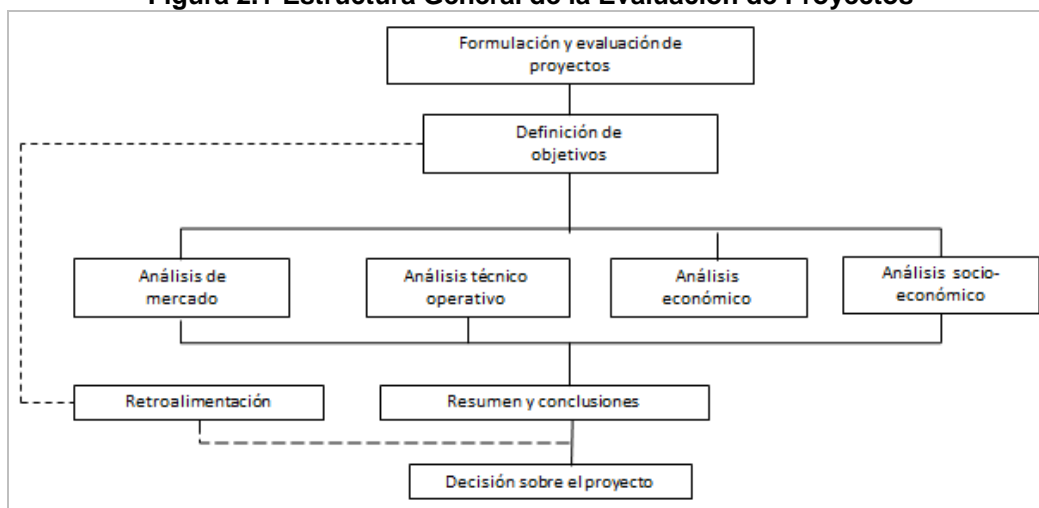 Figura 2.1 Estructura General de la Evaluación de Proyectos
Formulación y evaluación de
proyectos
Definición de
objetivos
Análisis de
mercado
Análisis técnico
operativo
Análisis
económico
Análisis socio-
económico
Retroalimentación
Resumen y conclusiones
Decisión sobre el proyecto